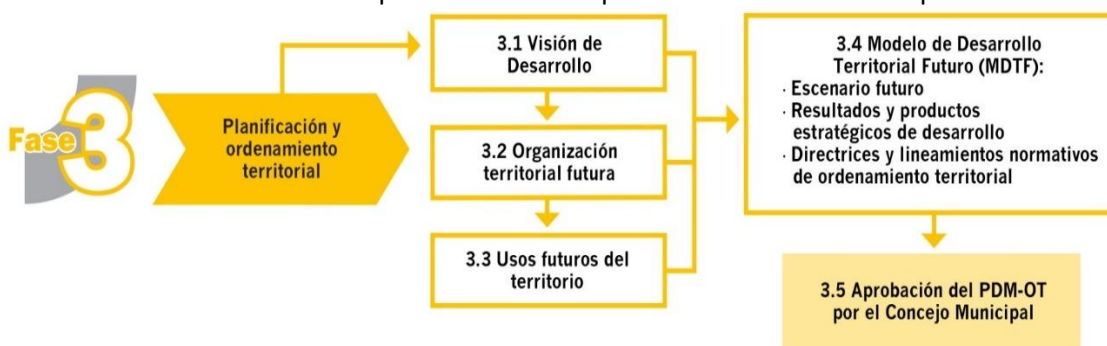 Fase 3
Planificación y
ordenamiento
territorial
3.1 Visión de
Desarrollo
3.2 Organización
territorial futura
3.3 Usos futuros del
territorio
3.4 Modelo de Desarrollo
Territorial Futuro (MDTF):
· Escenario futuro
· Resultados y productos
estratégicos de desarrollo
· Directrices y lineamientos normativos
de ordenamiento territorial
3.5 Aprobación del PDM-OT
por el Concejo Municipal